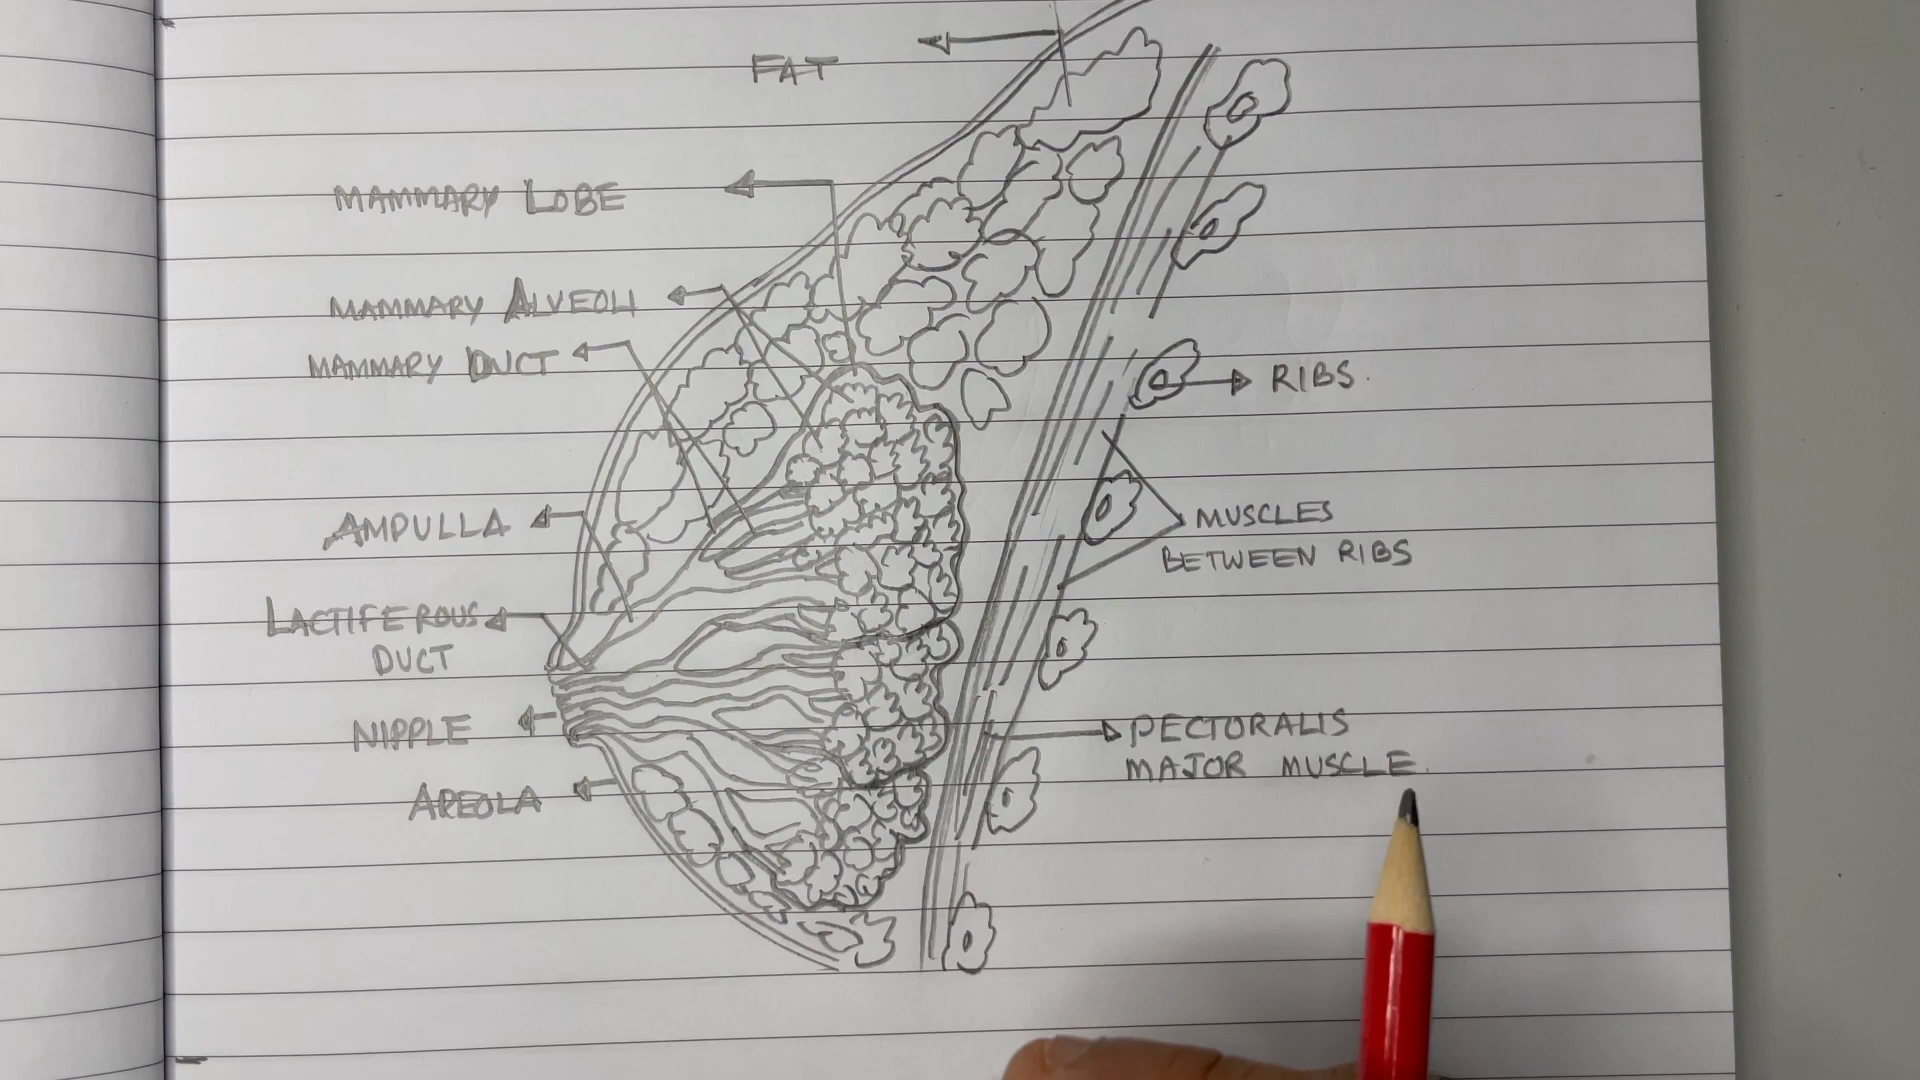 FAT
MAMMARY LOBE
MAMMARY ALVEOLI
MAMMARY DUCT
RIBS.
AMPULLA
MUSCLES
BETWEEN RIBS
LACTIFEROUS
DUCT
NIPPLE
PECTORALIS
MAJOR MUSCLE.
AREOLA